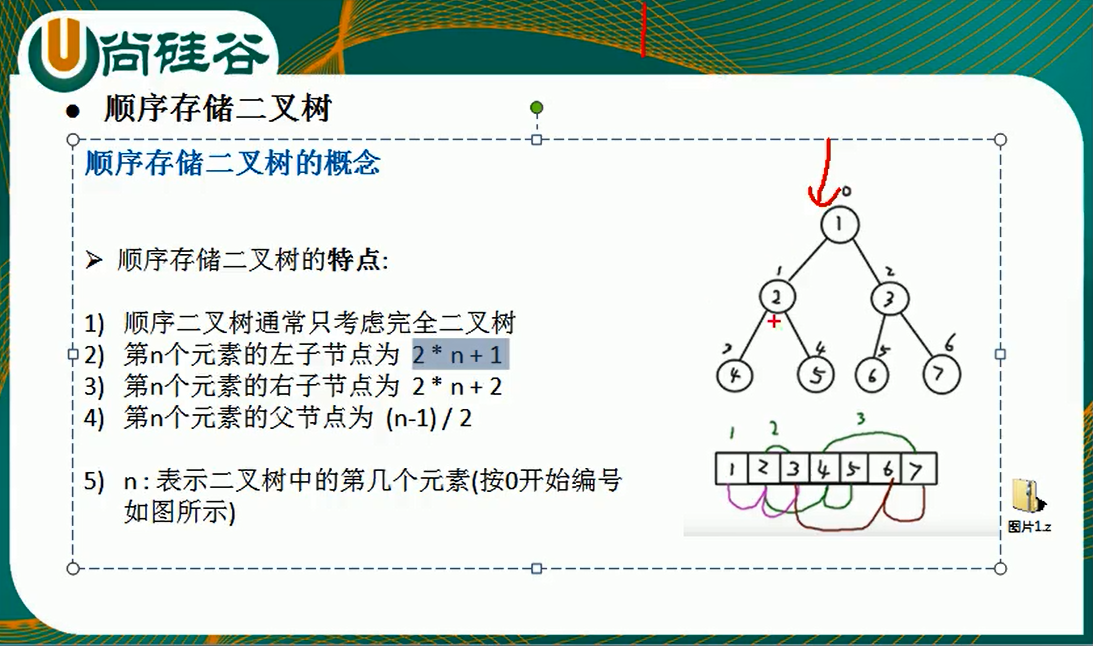 尚硅谷
● 顺序存储二叉树
顺序存储二叉树的概念
➢ 顺序存储二叉树的特点:
1) 顺序二叉树通常只考虑完全二叉树
2) 第n个元素的左子节点为 2 * n + 1
3) 第n个元素的右子节点为 2 * n + 2
4) 第n个元素的父节点为 (n-1) / 2
5) n : 表示二叉树中的第几个元素(按0开始编号
如图所示)
0
1
1 2
2 3
4 5 6
4 5 6 7
1 2 3
1 2 3 4 5 6 7
图片1.z